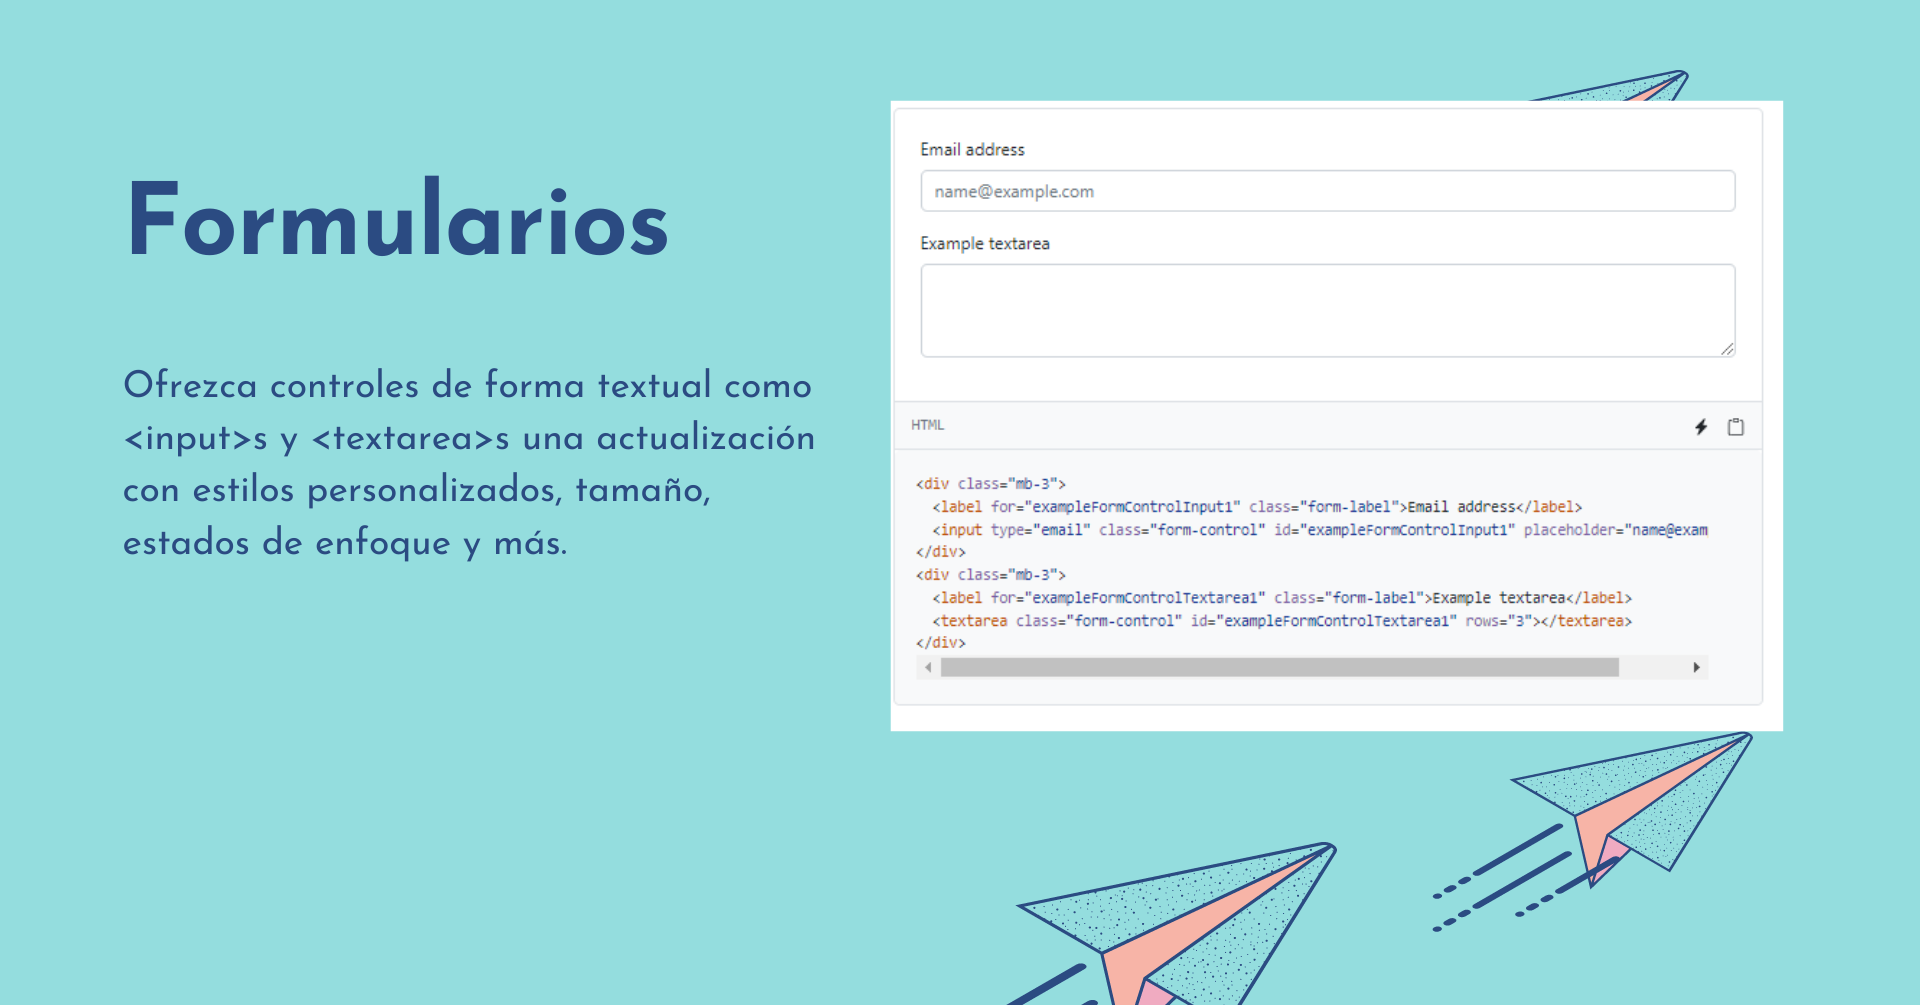 Formularios
Ofrezca controles de forma textual como
<input>s y <textarea>s una actualización
con estilos personalizados, tamaño,
estados de enfoque y más.
Email address
name@example.com
Example textarea
HTML
<div class="mb-3">
  <label for="exampleFormControlInput1" class="form-label">Email address</label>
  <input type="email" class="form-control" id="exampleFormControlInput1" placeholder="name@exam
</div>
<div class="mb-3">
  <label for="exampleFormControlTextarea1" class="form-label">Example textarea</label>
  <textarea class="form-control" id="exampleFormControlTextarea1" rows="3"></textarea>
</div>